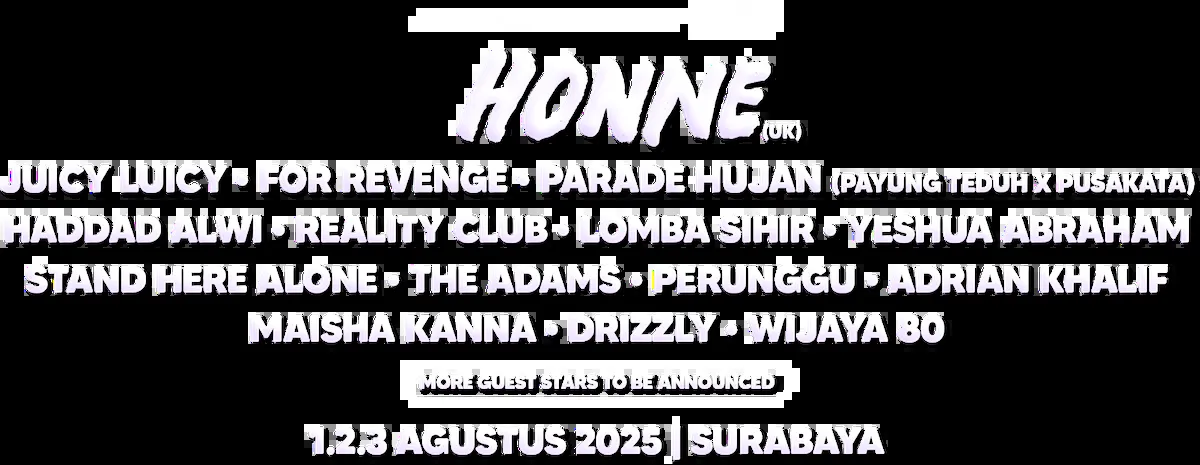 HONNE (UK)
JUICY LUICY • FOR REVENGE • PARADE HUJAN (PAYUNG TEDUH X PUSAKATA)
HADDAD ALWI • REALITY CLUB • LOMBA SIHIR • YESHUA ABRAHAM
STAND HERE ALONE • THE ADAMS • PERUNGGU • ADRIAN KHALIF
MAISHA KANNA • DRIZZLY • WIJAYA 80
MORE GUEST STARS TO BE ANNOUNCED
1.2.3 AGUSTUS 2025 | SURABAYA